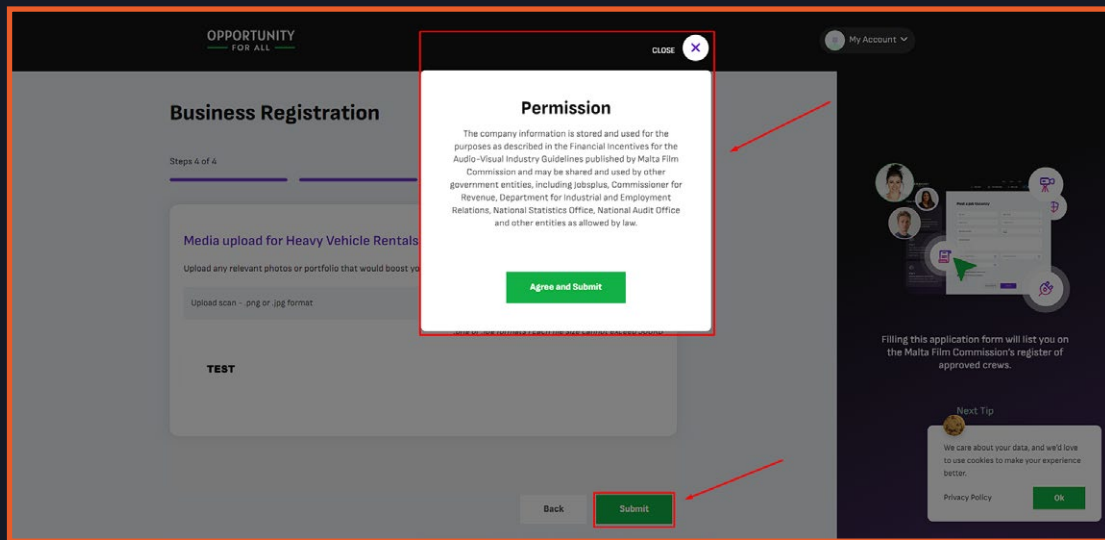 OPPORTUNITY
FOR ALL
CLOSE
My Account
Business Registration
Steps 4 of 4
Permission
The company information is stored and used for the
purposes as described in the Financial Incentives for the
Audio-Visual Industry Guidelines published by Malta Film
Commission and may be shared and used by other
government entities, including Jobsplus, Commissioner for
Revenue, Department for Industrial and Employment
Relations, National Statistics Office, National Audit Office
and other entities as allowed by law.
Agree and Submit
Media upload for Heavy Vehicle Rentals
Upload any relevant photos or portfolio that would boost
Upload scan - .png or .jpg format
TEST
Back
Submit
Filling this application form will list you on
the Malta Film Commission's register of
approved crews.
Next Tip
We care about your data, and we'd love
to use cookies to make your experience
better.
Privacy Policy
Ok